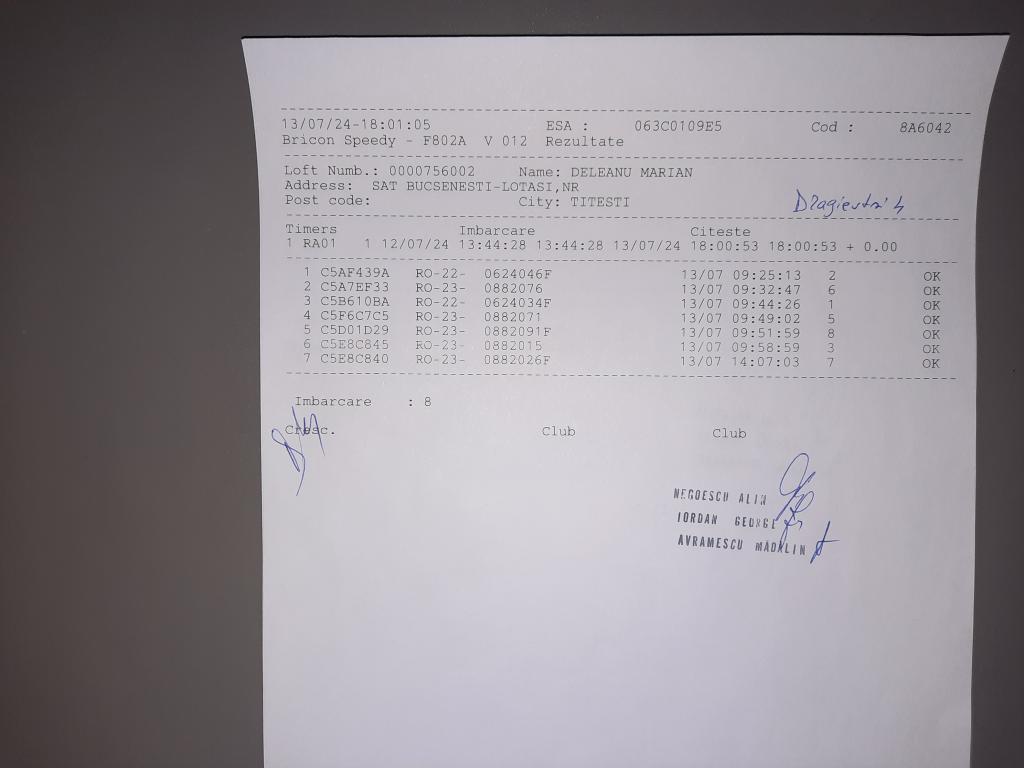 13/07/24-18:01:05 ESA : 063C0109E5 Cod : 8A6042
Bricon Speedy - F802A V 012 Rezultate
Loft Numb.: 0000756002 Name: DELEANU MARIAN
Address: SAT BUCSENESTI-LOTASI,NR
Post code: City: TITESTI
Timers Imbarcare Citeste
1 RA01 1 12/07/24 13:44:28 13:44:28 13/07/24 18:00:53 18:00:53 + 0.00
1 C5AF439A RO-22- 0624046F 13/07 09:25:13 2 OK
2 C5A7EF33 RO-23- 0882076 13/07 09:32:47 6 OK
3 C5B610BA RO-22- 0624034F 13/07 09:44:26 1 OK
4 C5F6C7C5 RO-23- 0882071 13/07 09:49:02 5 OK
5 C5D01D29 RO-23- 0882091F 13/07 09:51:59 8 OK
6 C5E8C845 RO-23- 0882015 13/07 09:58:59 3 OK
7 C5E8C840 RO-23- 0882026F 13/07 14:07:03 7 OK
Imbarcare : 8
Cresc. Club Club
NEGOESCU ALIN
IORDAN GEORGE
AVRAMESCU MĂDĂLIN